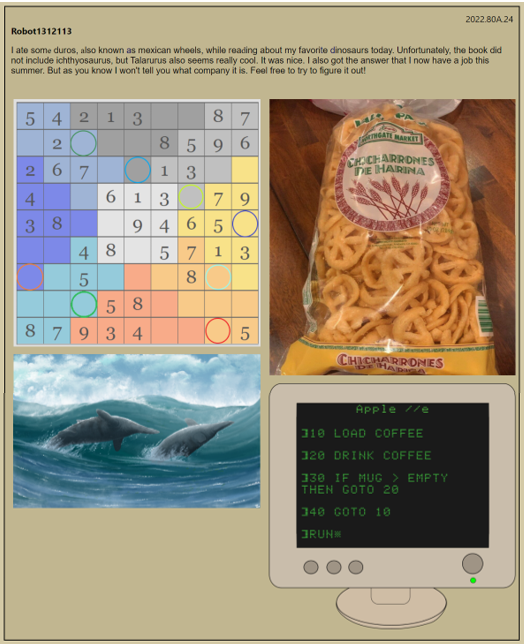 2022.80A.24
Robot1312113
I ate some duros, also known as mexican wheels, while reading about my favorite dinosaurs today. Unfortunately, the book did
not include ichthyosaurus, but Talarurus also seems really cool. It was nice. I also got the answer that I now have a job this
summer. But as you know I won't tell you what company it is. Feel free to try to figure it out!
5 4 2 1 3 8 7
2 8 5 9 6
2 6 7 1 3
4 6 1 3 7 9
3 8 9 4 6 5
4 8 5 7 1 3
5 8
5 8
8 7 9 3 4 5
NORTHGATE MARKET
CHICHARRONES
DE HARINA
CHICHARRONES
DE HARINA
Apple //e
]10 LOAD COFFEE
]20 DRINK COFFEE
]30 IF MUG > EMPTY
THEN GOTO 20
]40 GOTO 10
]RUN